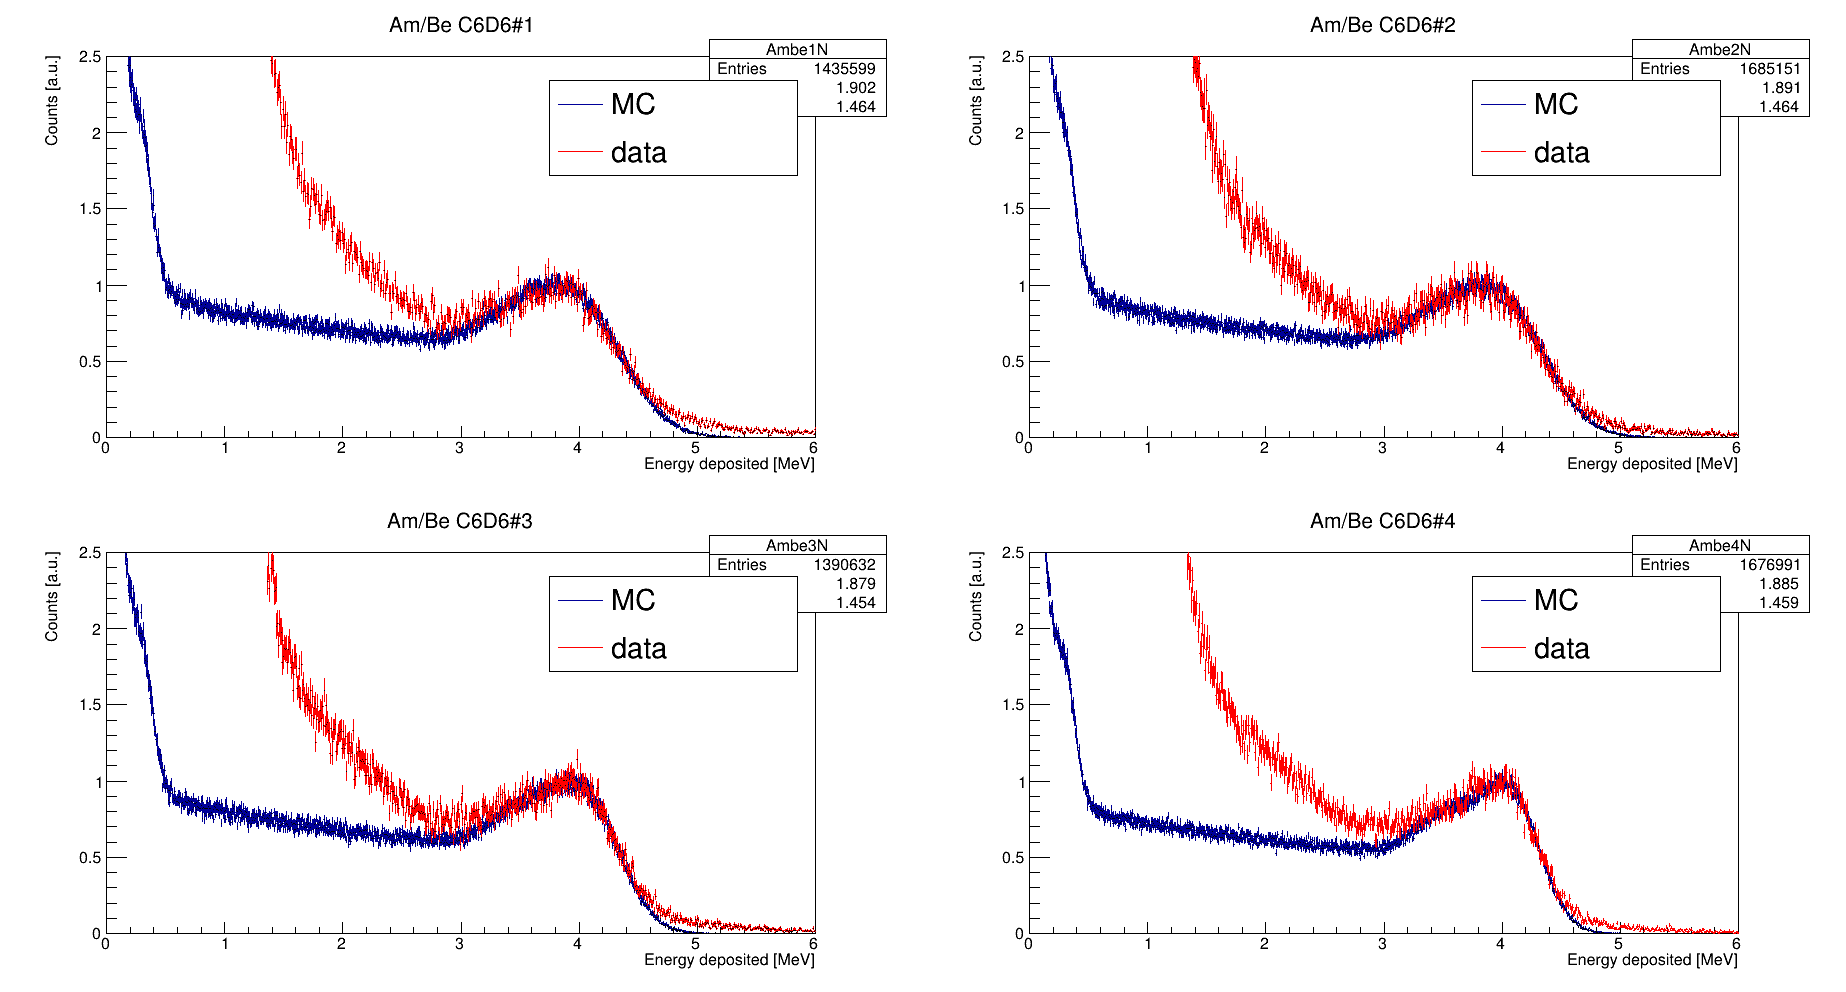 Am/Be C6D6#1
Counts [a.u.]
2.5
2
1.5
1
0.5
0
0 1 2 3 4 5 6
Energy deposited [MeV]
Ambe1N
Entries 1435599
1.902
1.464
MC
data
Am/Be C6D6#2
Counts [a.u.]
2.5
2
1.5
1
0.5
0
0 1 2 3 4 5 6
Energy deposited [MeV]
Ambe2N
Entries 1685151
1.891
1.464
MC
data
Am/Be C6D6#3
Counts [a.u.]
2.5
2
1.5
1
0.5
0
0 1 2 3 4 5 6
Energy deposited [MeV]
Ambe3N
Entries 1390632
1.879
1.454
MC
data
Am/Be C6D6#4
Counts [a.u.]
2.5
2
1.5
1
0.5
0
0 1 2 3 4 5 6
Energy deposited [MeV]
Ambe4N
Entries 1676991
1.885
1.459
MC
data